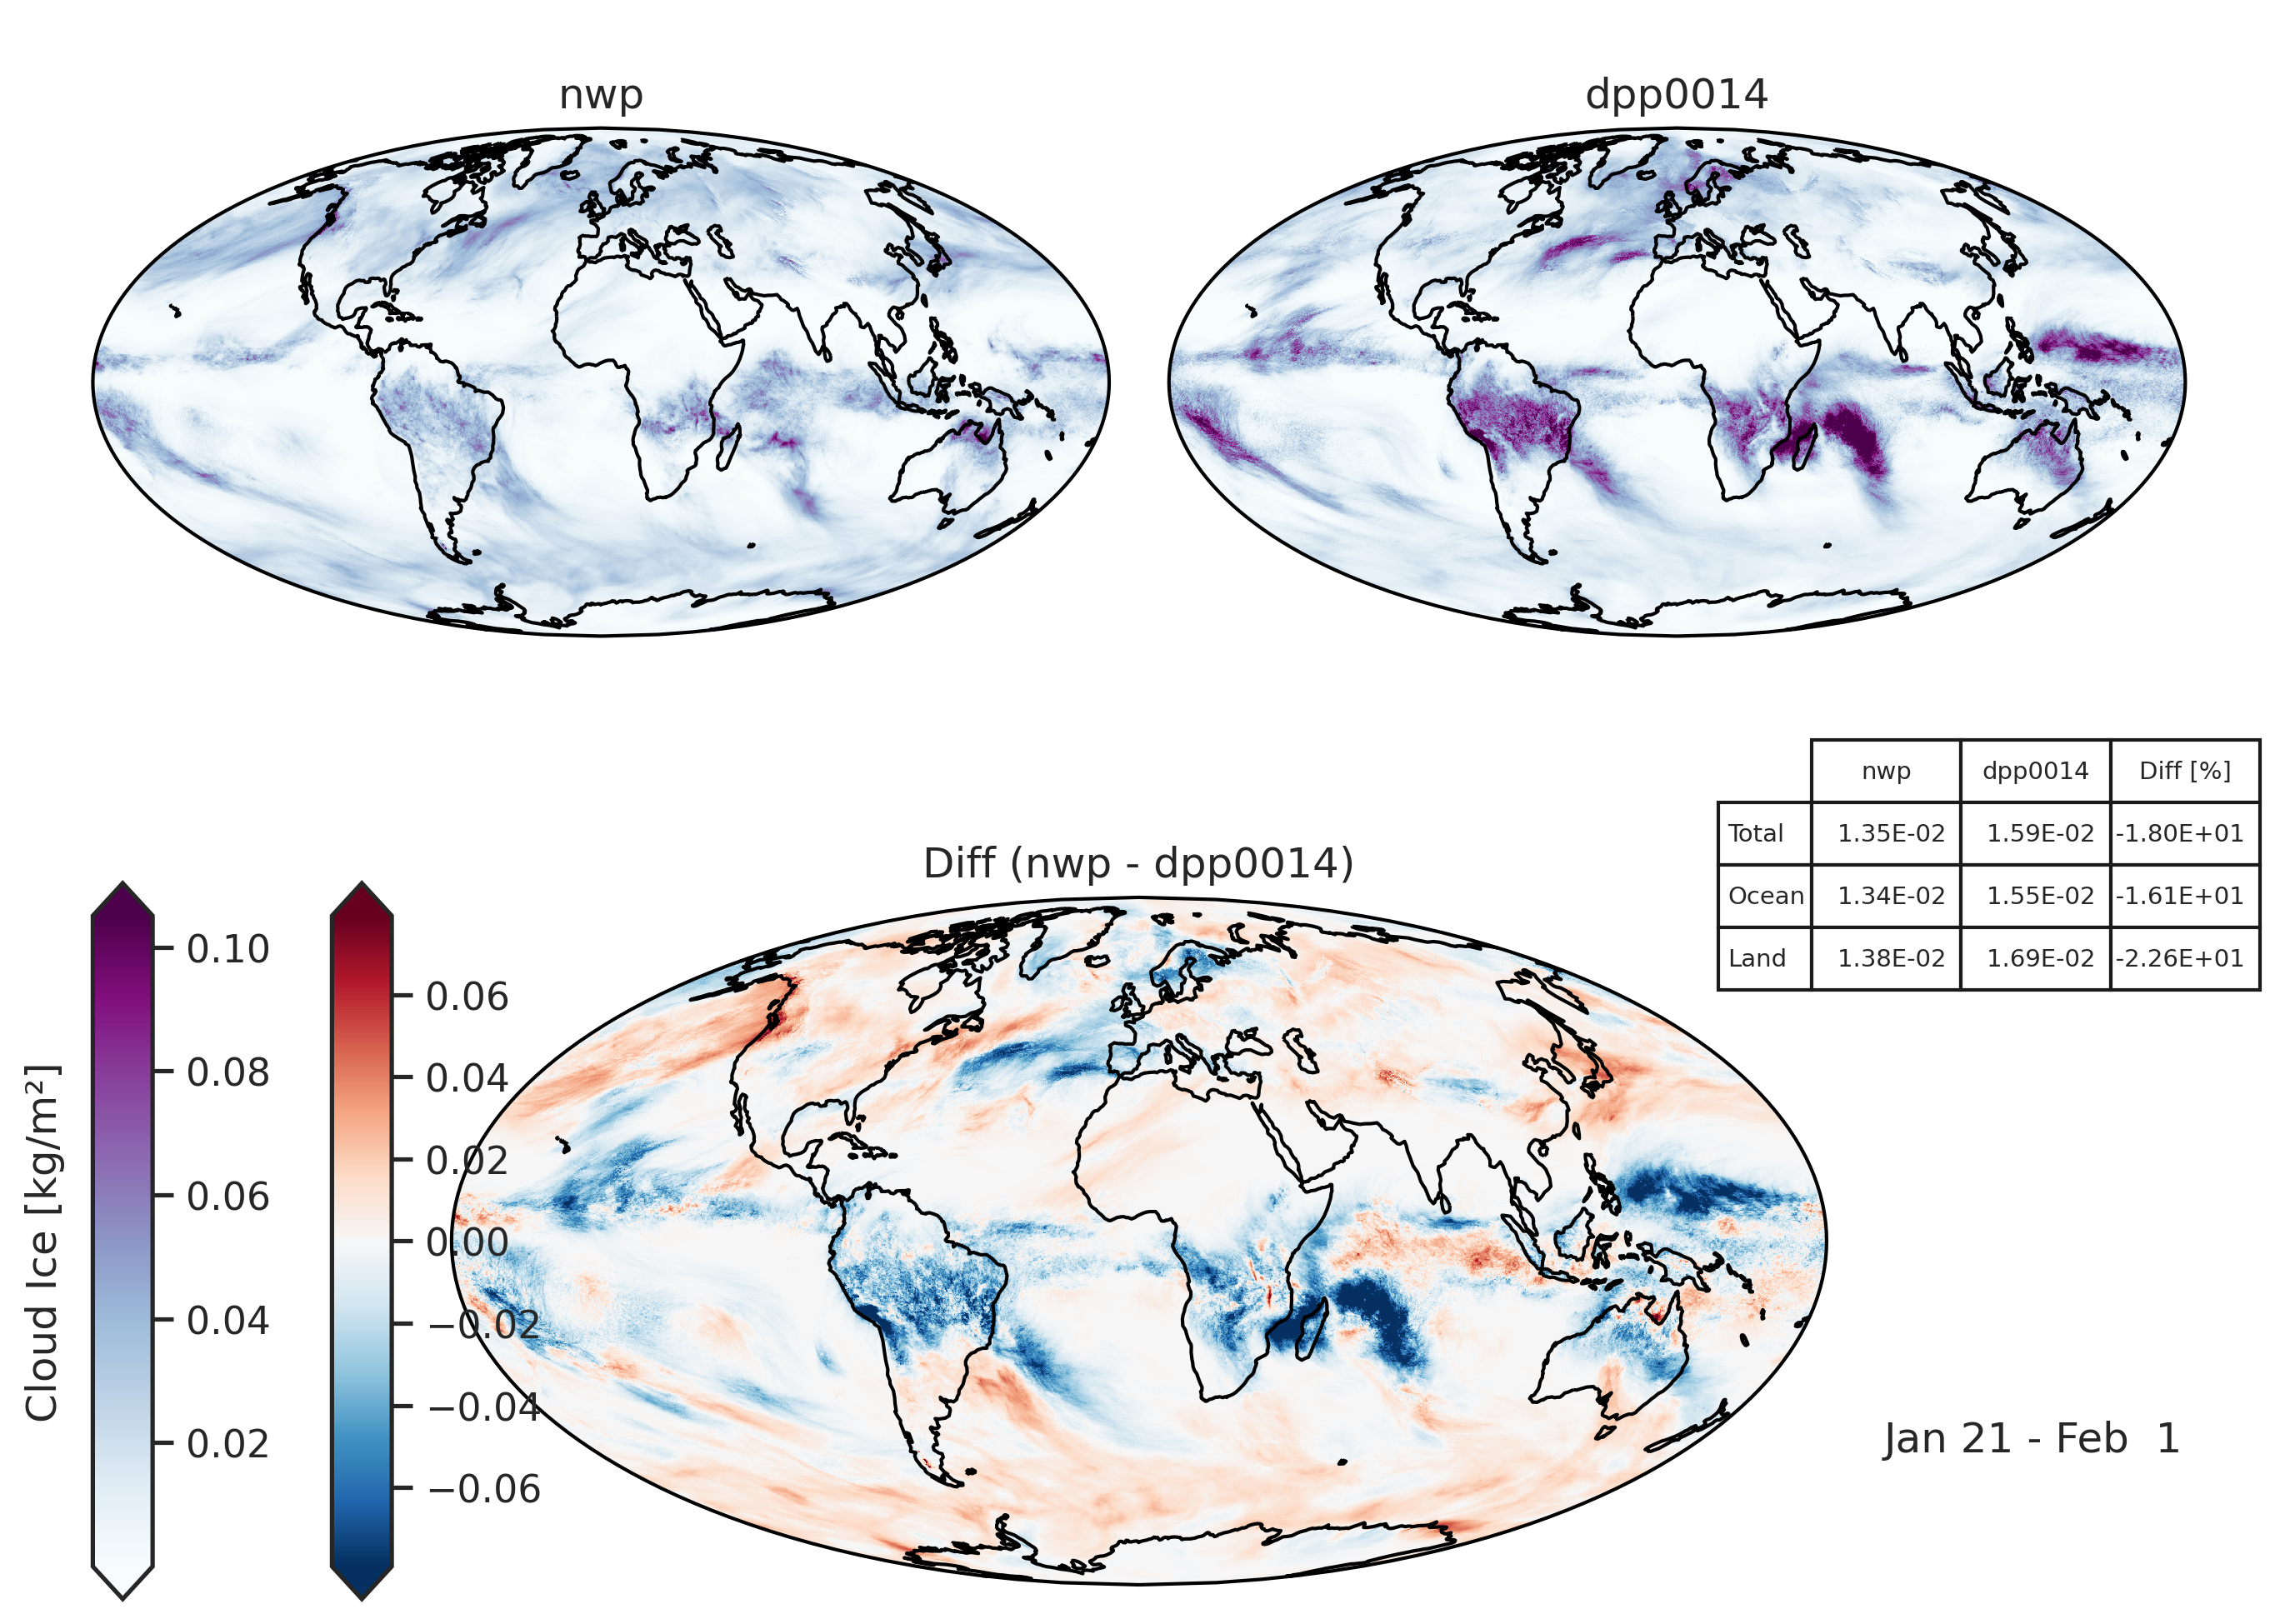 nwp
dpp0014
nwp dpp0014 Diff [%]
Total 1.35E-02 1.59E-02 -1.80E+01
Ocean 1.34E-02 1.55E-02 -1.61E+01
Land 1.38E-02 1.69E-02 -2.26E+01
Diff (nwp - dpp0014)
Cloud Ice [kg/m²]
0.10
0.08
0.06
0.04
0.02
0.06
0.04
0.02
0.00
−0.02
−0.04
−0.06
Jan 21 - Feb  1